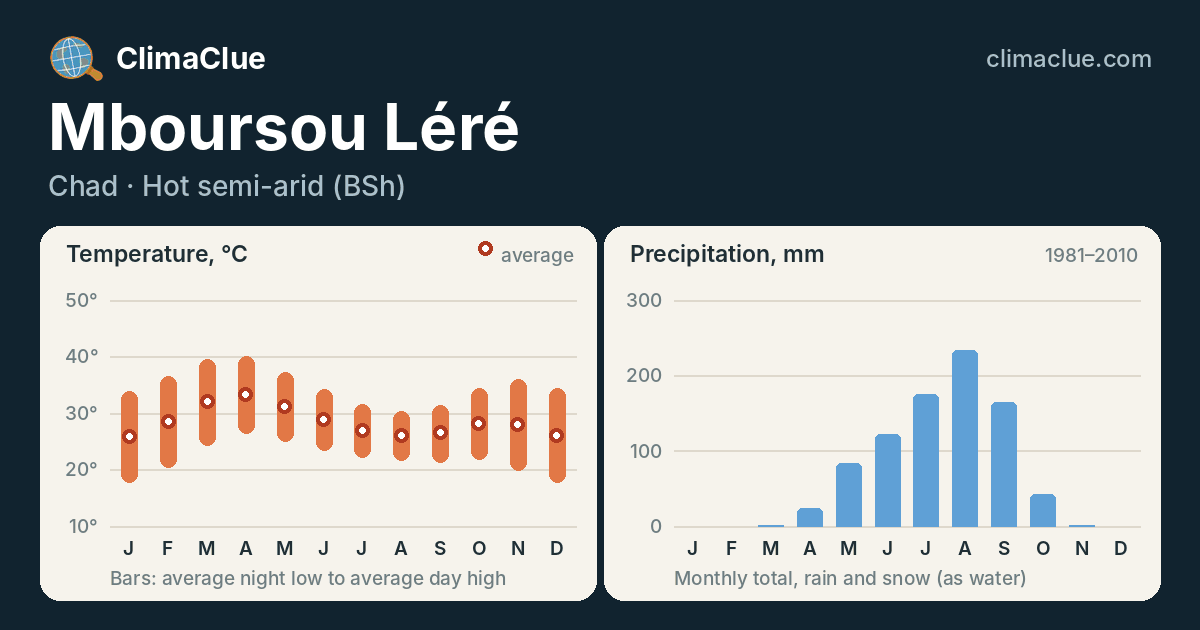 ClimaClue
climaclue.com
Mboursou Léré
Chad · Hot semi-arid (BSh)
Temperature, °C
average
50°
40°
30°
20°
10°
J F M A M J J A S O N D
Bars: average night low to average day high
Precipitation, mm
1981–2010
300
200
100
0
J F M A M J J A S O N D
Monthly total, rain and snow (as water)